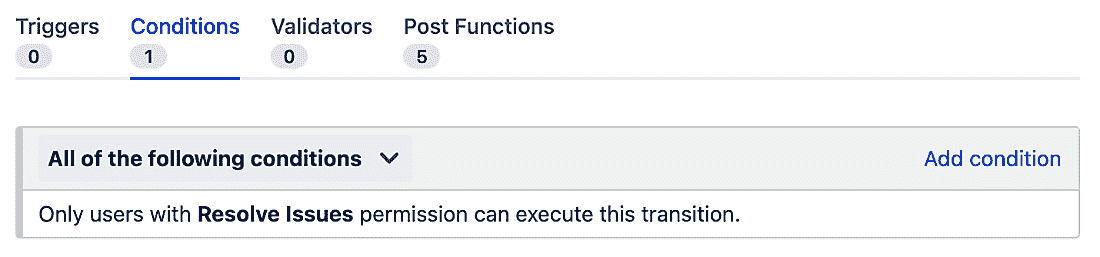 Triggers Conditions Validators Post Functions
0 1 0 5
All of the following conditions Add condition
Only users with Resolve Issues permission can execute this transition.